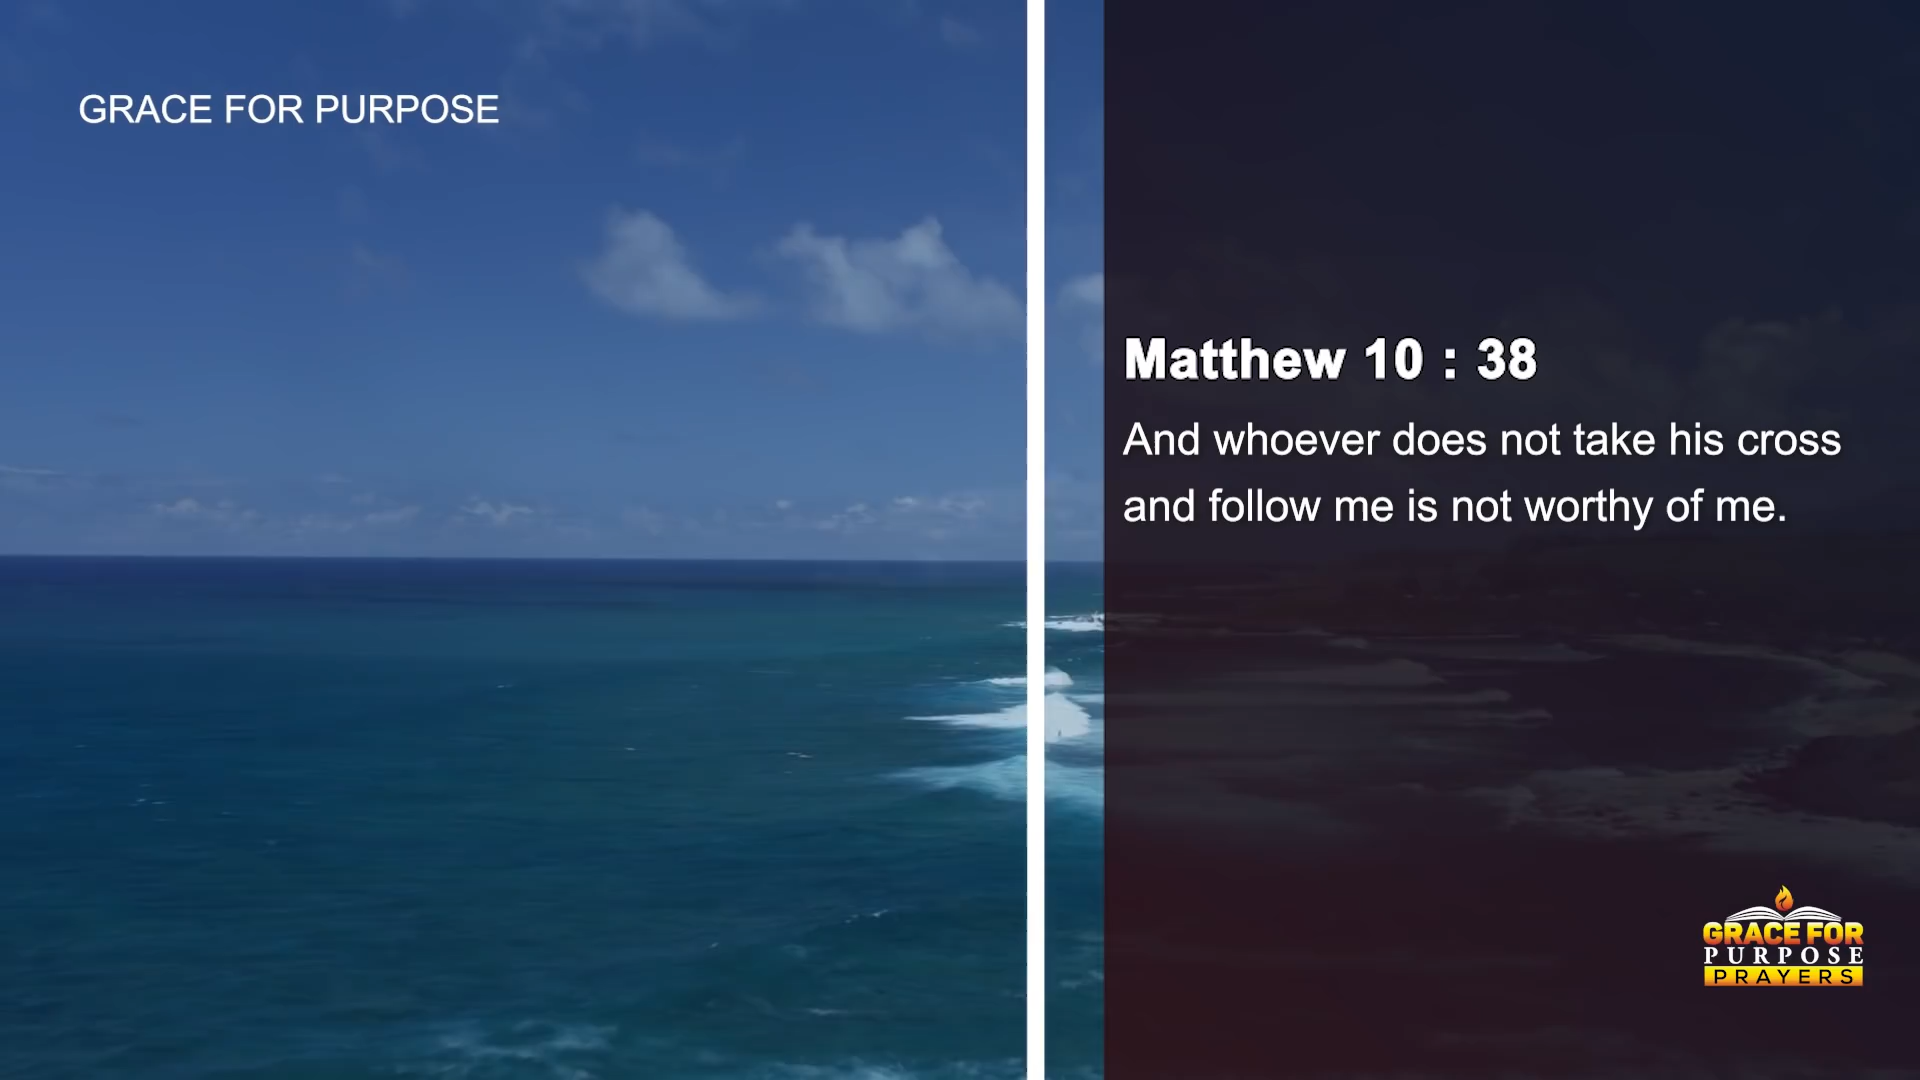 GRACE FOR PURPOSE
Matthew 10 : 38
And whoever does not take his cross
and follow me is not worthy of me.
GRACE FOR
PURPOSE
PRAYERS